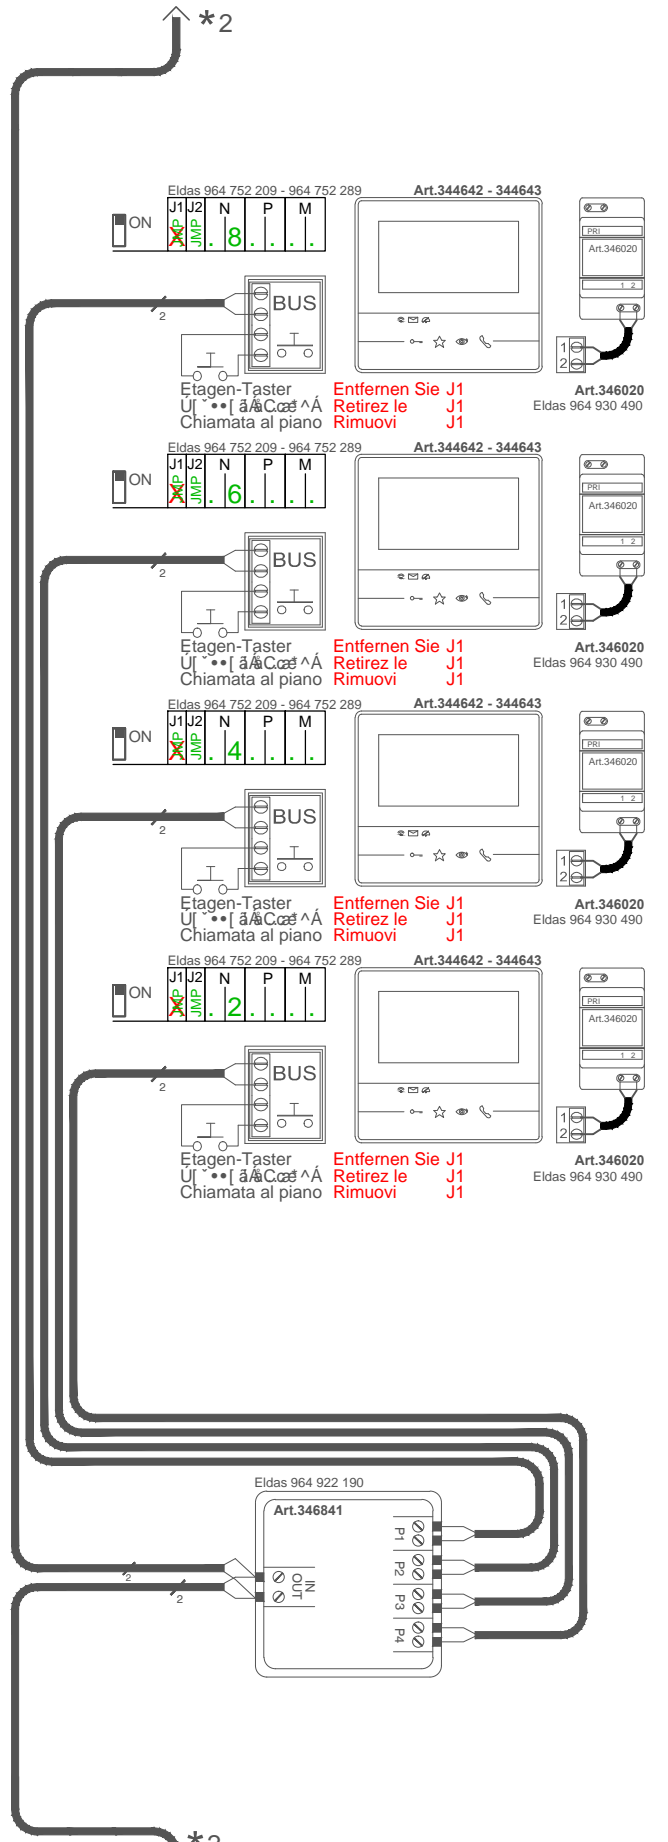 *2
Eldas 964 752 209 - 964 752 289
Art.344642 - 344643
ON
J1 J2 N P M
JMP JMP . 8 . . . .
PRI
Art.346020
1 2
BUS
2
1
2
Etagen-Taster
Entfernen Sie J1
Art.346020
Retirez le J1
Eldas 964 930 490
Chiamata al piano
Rimuovi J1
Eldas 964 752 209 - 964 752 289
Art.344642 - 344643
ON
J1 J2 N P M
JMP JMP . 6 . . . .
PRI
Art.346020
1 2
BUS
2
1
2
Etagen-Taster
Entfernen Sie J1
Art.346020
Retirez le J1
Eldas 964 930 490
Chiamata al piano
Rimuovi J1
Eldas 964 752 209 - 964 752 289
Art.344642 - 344643
ON
J1 J2 N P M
JMP JMP . 4 . . . .
PRI
Art.346020
1 2
BUS
2
1
2
Etagen-Taster
Entfernen Sie J1
Art.346020
Retirez le J1
Eldas 964 930 490
Chiamata al piano
Rimuovi J1
Eldas 964 752 209 - 964 752 289
Art.344642 - 344643
ON
J1 J2 N P M
JMP JMP . 2 . . . .
PRI
Art.346020
1 2
BUS
2
1
2
Etagen-Taster
Entfernen Sie J1
Art.346020
Retirez le J1
Eldas 964 930 490
Chiamata al piano
Rimuovi J1
Eldas 964 922 190
Art.346841
P1
P2
P3
P4
IN
OUT
2
2